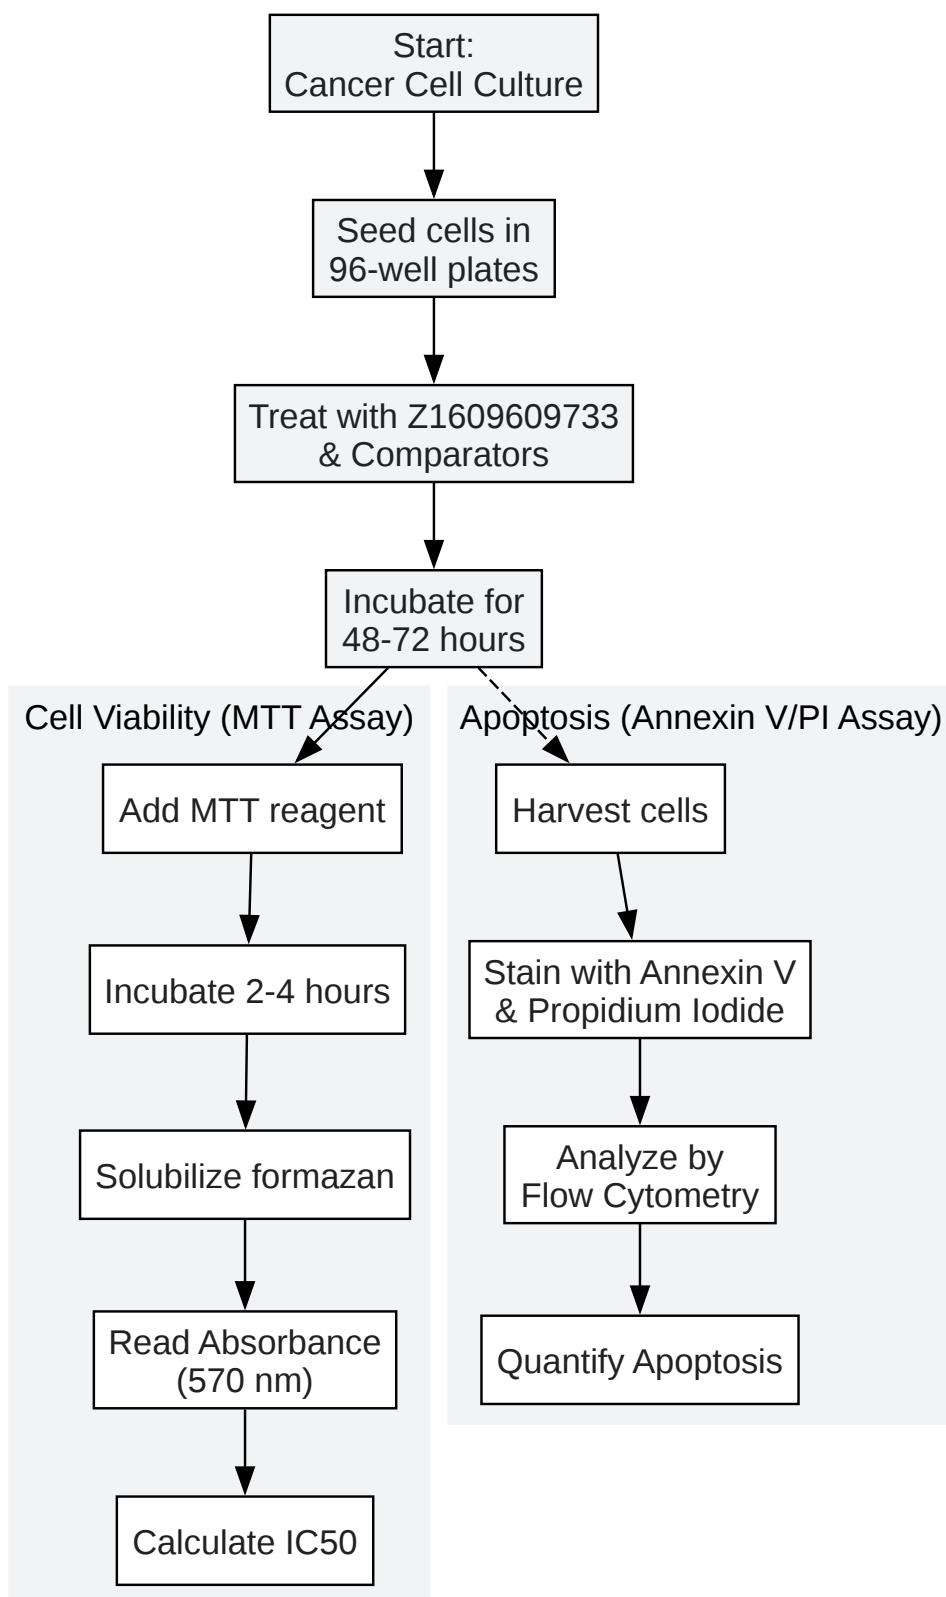 Start:
Cancer Cell Culture
Seed cells in
96-well plates
Treat with Z1609609733
& Comparators
Incubate for
48-72 hours
Cell Viability (MTT Assay)
Add MTT reagent
Incubate 2-4 hours
Solubilize formazan
Read Absorbance
(570 nm)
Calculate IC50
Apoptosis (Annexin V/PI Assay)
Harvest cells
Stain with Annexin V
& Propidium Iodide
Analyze by
Flow Cytometry
Quantify Apoptosis